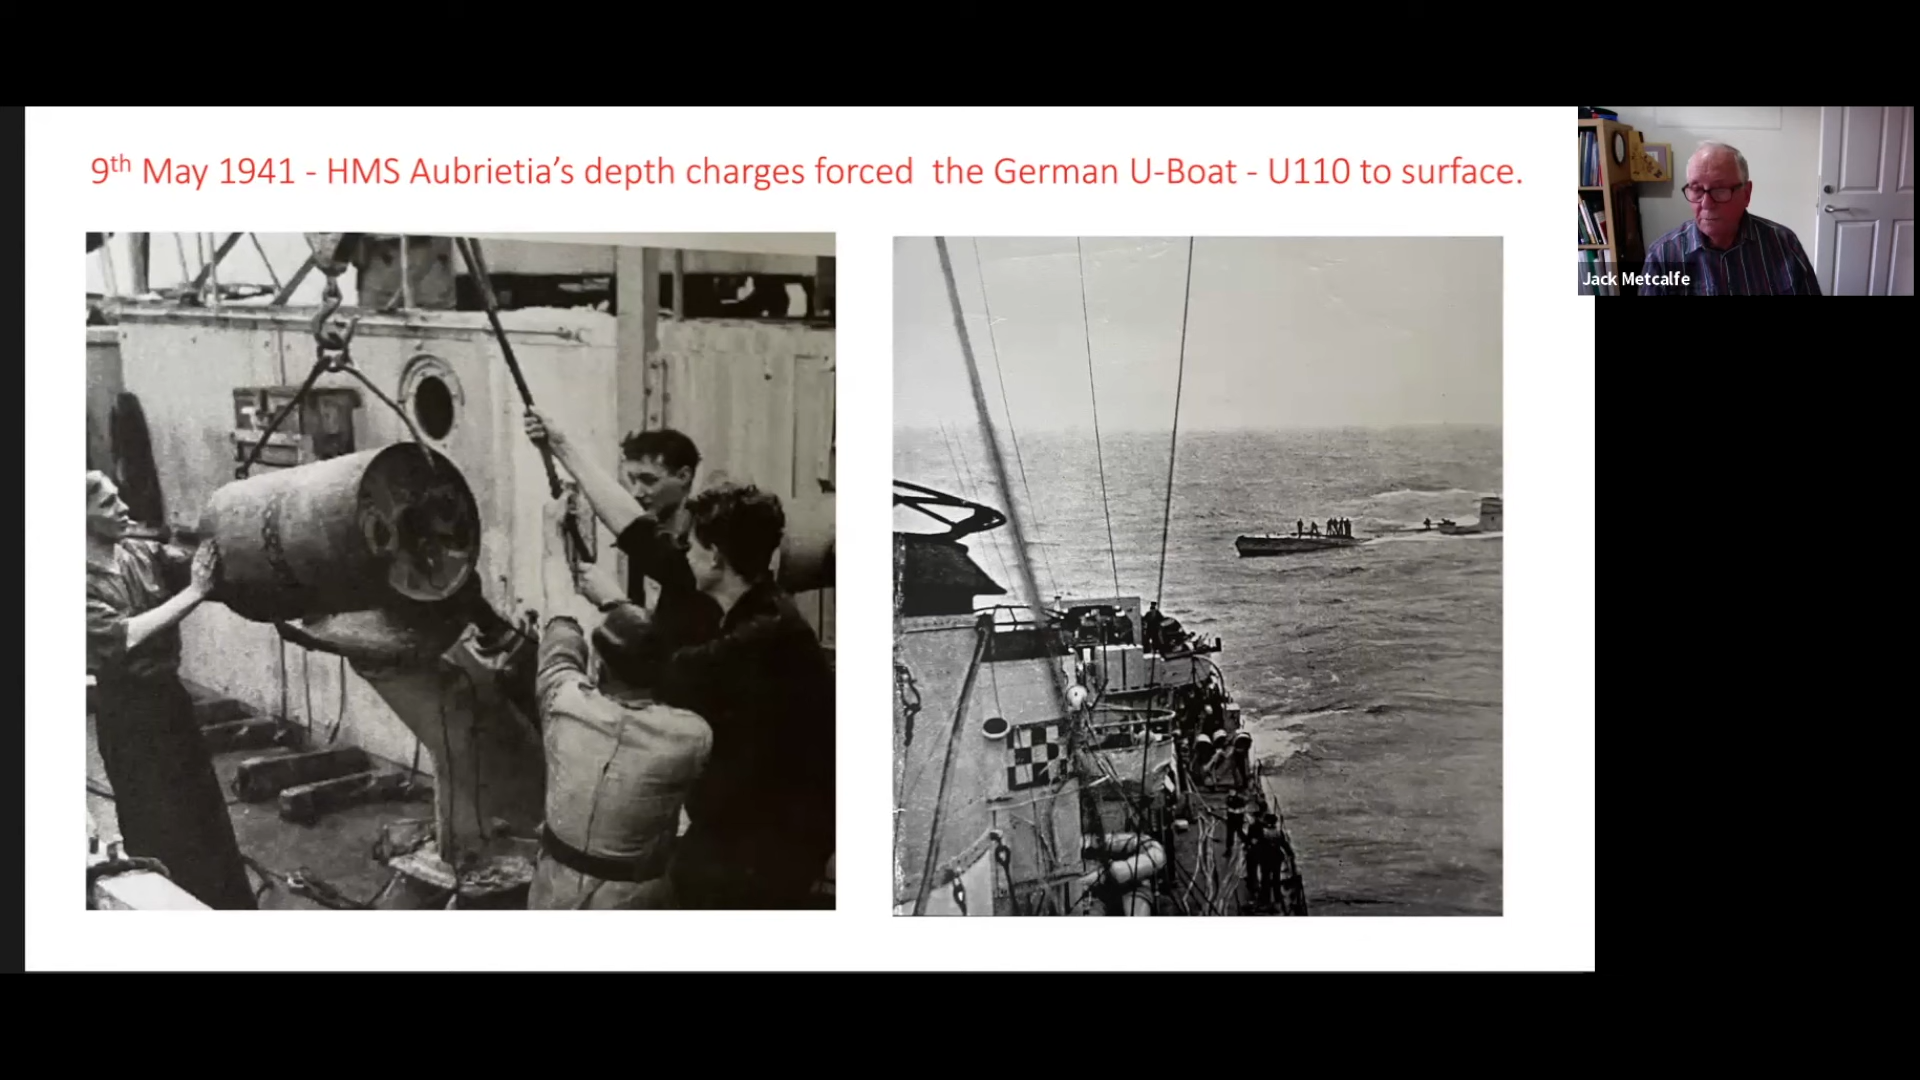 9th May 1941 - HMS Aubrietia’s depth charges forced the German U-Boat - U110 to surface.
Jack Metcalfe